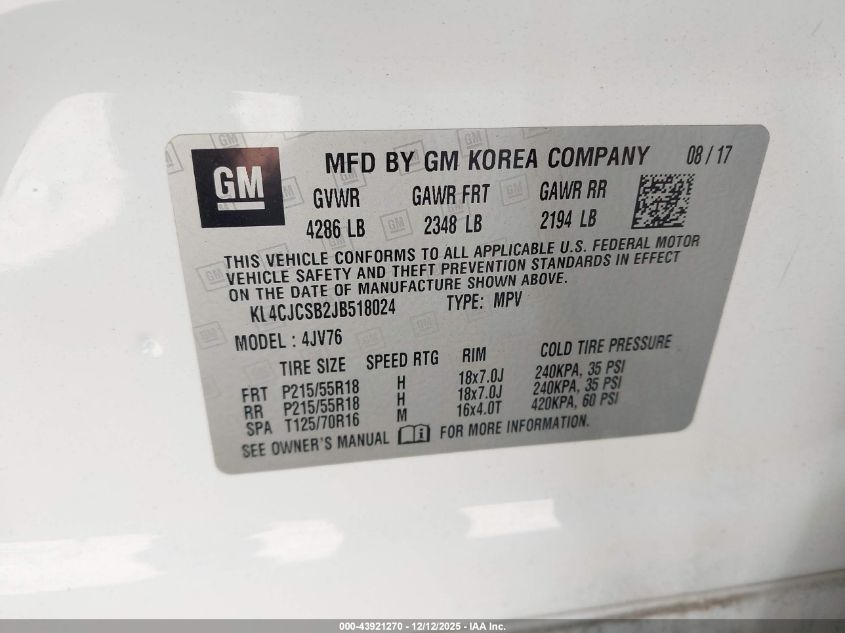 GM MFD BY GM KOREA COMPANY 08 / 17
GVWR GAWR FRT GAWR RR
4286 LB 2348 LB 2194 LB
THIS VEHICLE CONFORMS TO ALL APPLICABLE U.S. FEDERAL MOTOR
VEHICLE SAFETY AND THEFT PREVENTION STANDARDS IN EFFECT
ON THE DATE OF MANUFACTURE SHOWN ABOVE.
KL4CJCSB2JB518024 TYPE: MPV
MODEL : 4JV76
TIRE SIZE SPEED RTG RIM COLD TIRE PRESSURE
FRT P215/55R18 H 18x7.0J 240KPA, 35 PSI
RR P215/55R18 H 18x7.0J 240KPA, 35 PSI
SPA T125/70R16 M 16x4.0T 420KPA, 60 PSI
SEE OWNER'S MANUAL i FOR MORE INFORMATION.
000-43921270 - 12/12/2025 - IAA Inc.